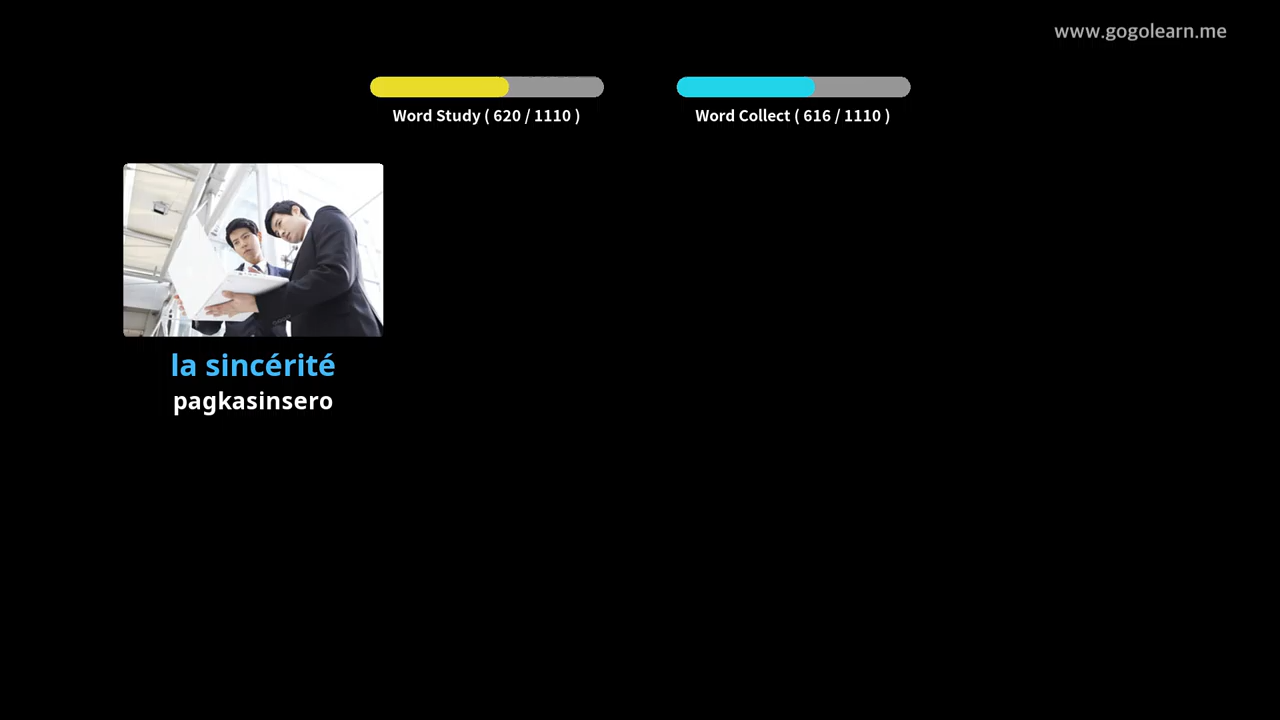 www.gogolearn.me
Word Study ( 620 / 1110 )
Word Collect ( 616 / 1110 )
la sincérité
pagkasinsero